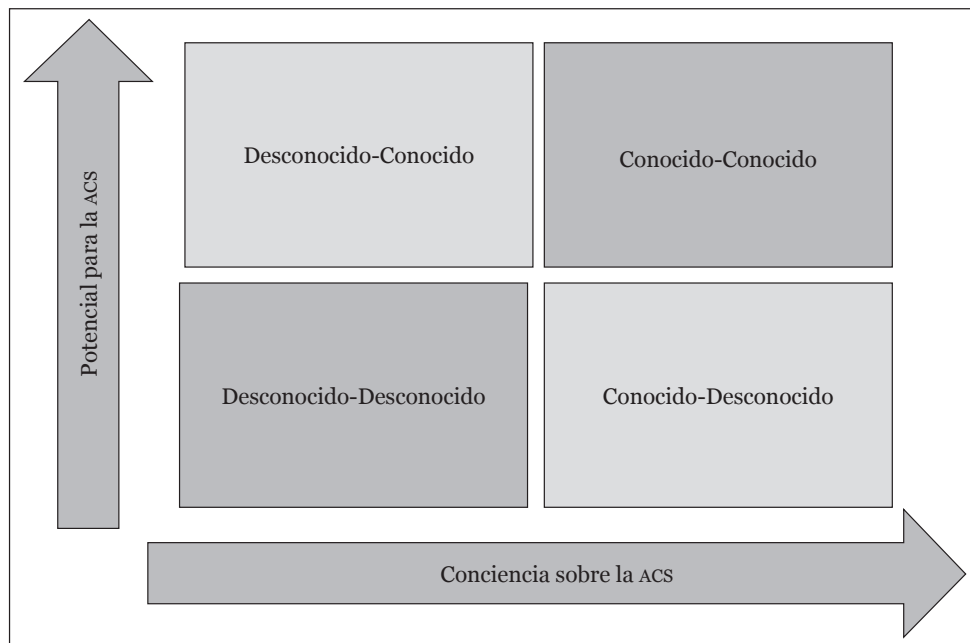 Potencial para la ACS
Desconocido-Conocido
Conocido-Conocido
Desconocido-Desconocido
Conocido-Desconocido
Conciencia sobre la ACS